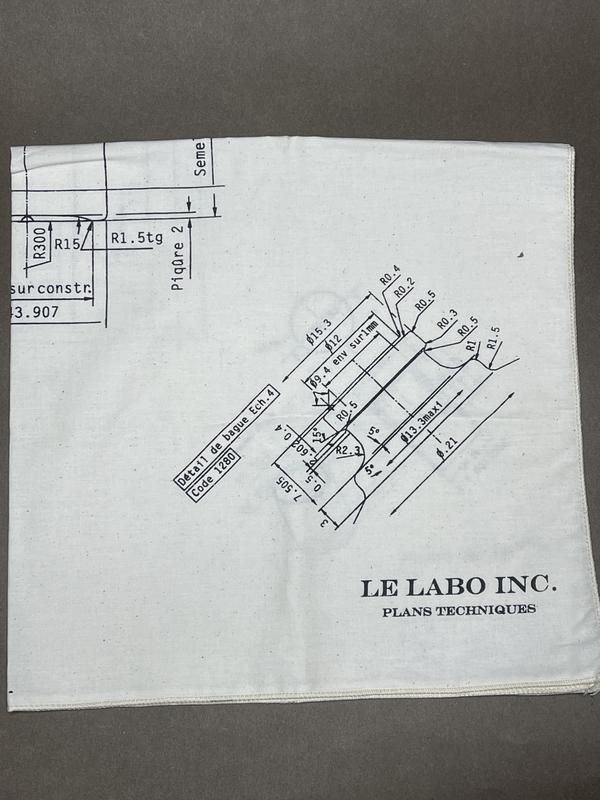 Seme
R300
R15
R1.5tg
Piqûre 2
surconstr.
43.907
R0.4
R0.2
R0.5
R0.3
R0.5
R1
R1.5
ø15.3
ø12
ø9.4 env sur1mm
R0.5
15°
0.4
R2.3
5°
5°
ø13.3maxi
ø.21
0.5
7.505
3
Détail de bague Ech.4
Code 1280
LE LABO INC.
PLANS TECHNIQUES